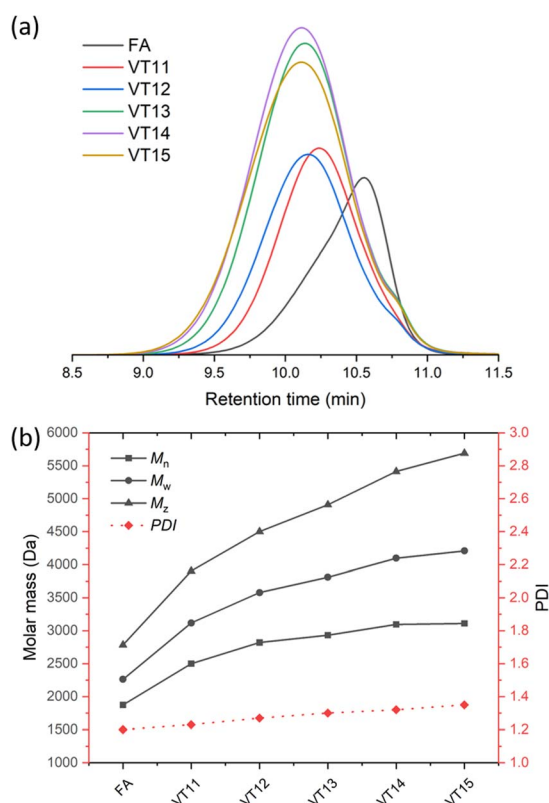 (a)
FA
VT11
VT12
VT13
VT14
VT15
8.5 9.0 9.5 10.0 10.5 11.0 11.5
Retention time (min)
(b)
6000
5500
5000
4500
4000
3500
3000
2500
2000
1500
1000
Molar mass (Da)
Mn
Mw
Mz
PDI
3.0
2.8
2.6
2.4
2.2
2.0
1.8
1.6
1.4
1.2
1.0
PDI
FA VT11 VT12 VT13 VT14 VT15